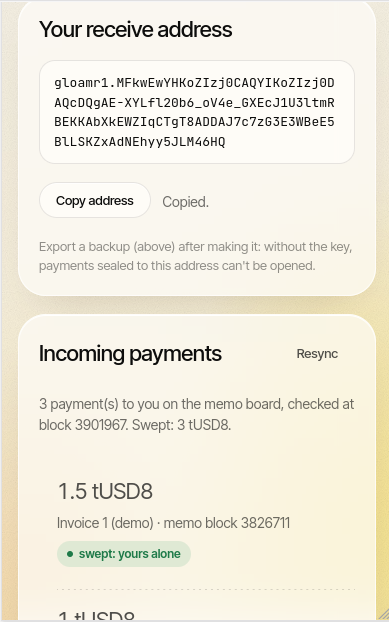 Your receive address
gloamr1.MFkwEwYHKoZIzj0CAQYIKoZIzj0D
AQcDQgAE-XYLfl20b6_oV4e_GXEcJ1U3ltmR
BEKKAbXkEWZIqCTgT8ADDAJ7c7zG3E3WBeE5
BlLSKZxAdNEhyy5JLM46HQ
Copy address
Copied.
Export a backup (above) after making it: without the key,
payments sealed to this address can't be opened.
Incoming payments
Resync
3 payment(s) to you on the memo board, checked at
block 3901967. Swept: 3 tUSD8.
1.5 tUSD8
Invoice 1 (demo) · memo block 3826711
swept: yours alone
1 tUSD8